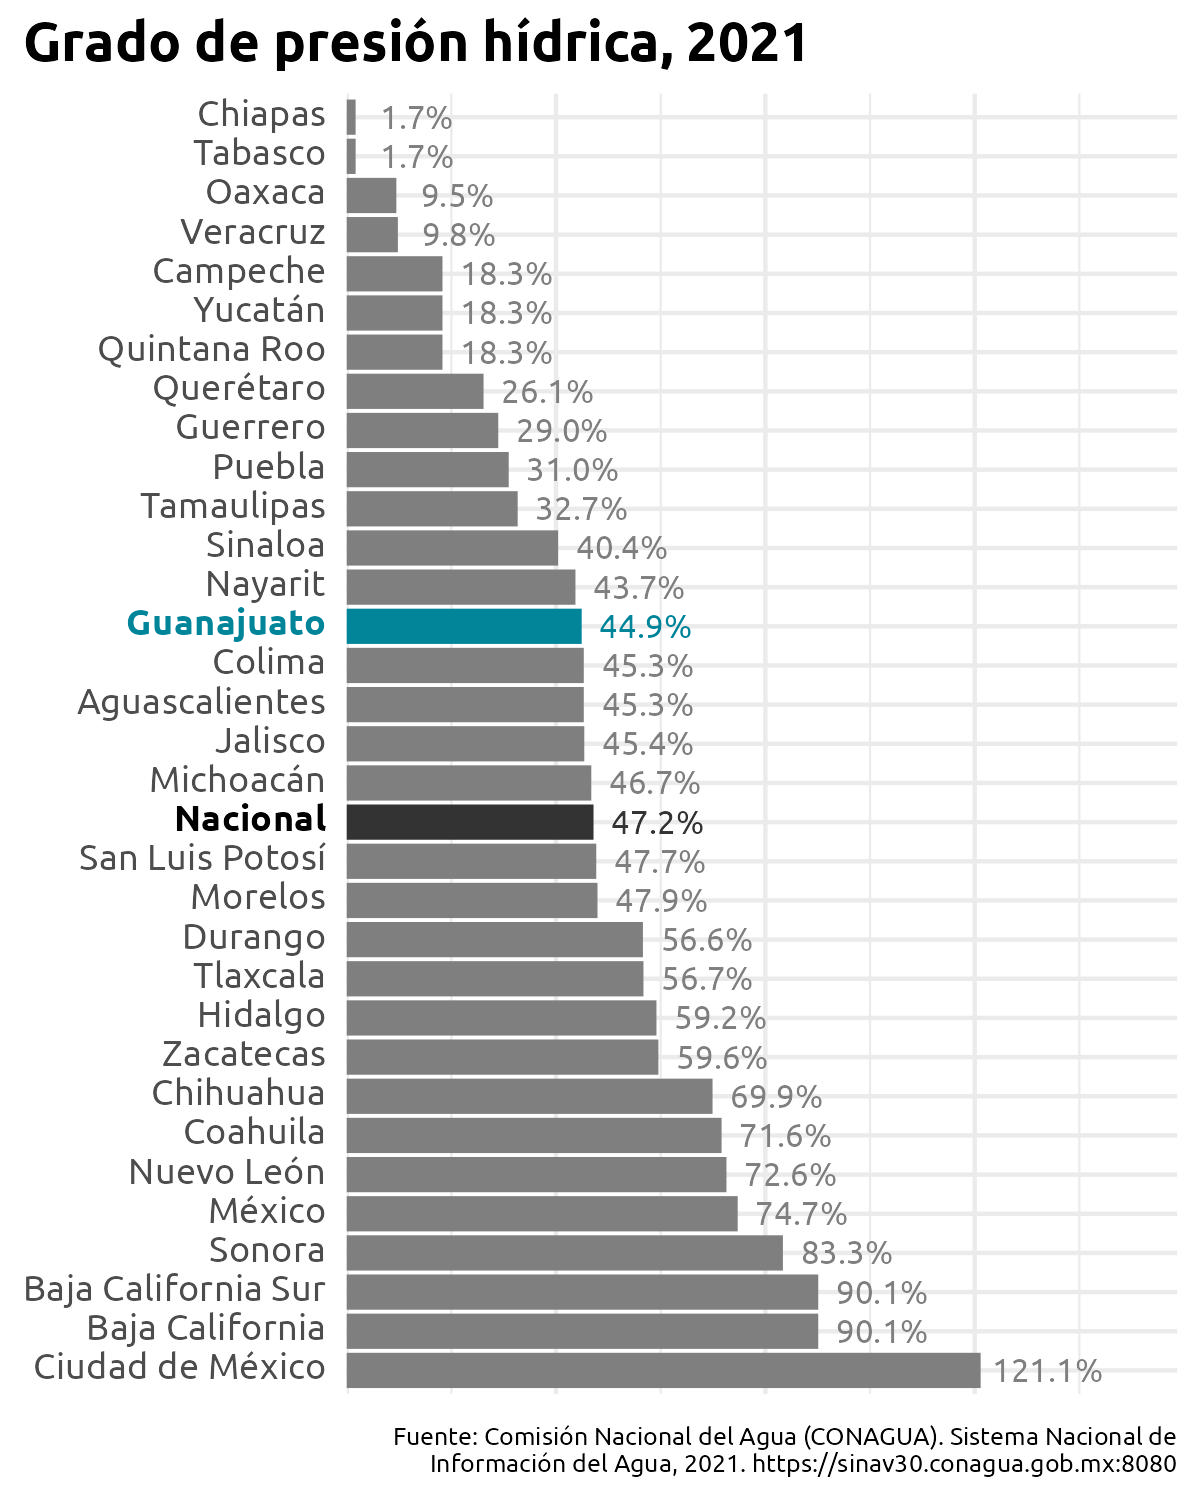 Grado de presión hídrica, 2021
Chiapas 1.7%
Tabasco 1.7%
Oaxaca 9.5%
Veracruz 9.8%
Campeche 18.3%
Yucatán 18.3%
Quintana Roo 18.3%
Querétaro 26.1%
Guerrero 29.0%
Puebla 31.0%
Tamaulipas 32.7%
Sinaloa 40.4%
Nayarit 43.7%
Guanajuato 44.9%
Colima 45.3%
Aguascalientes 45.3%
Jalisco 45.4%
Michoacán 46.7%
Nacional 47.2%
San Luis Potosí 47.7%
Morelos 47.9%
Durango 56.6%
Tlaxcala 56.7%
Hidalgo 59.2%
Zacatecas 59.6%
Chihuahua 69.9%
Coahuila 71.6%
Nuevo León 72.6%
México 74.7%
Sonora 83.3%
Baja California Sur 90.1%
Baja California 90.1%
Ciudad de México 121.1%
Fuente: Comisión Nacional del Agua (CONAGUA). Sistema Nacional de
Información del Agua, 2021. https://sinav30.conagua.gob.mx:8080